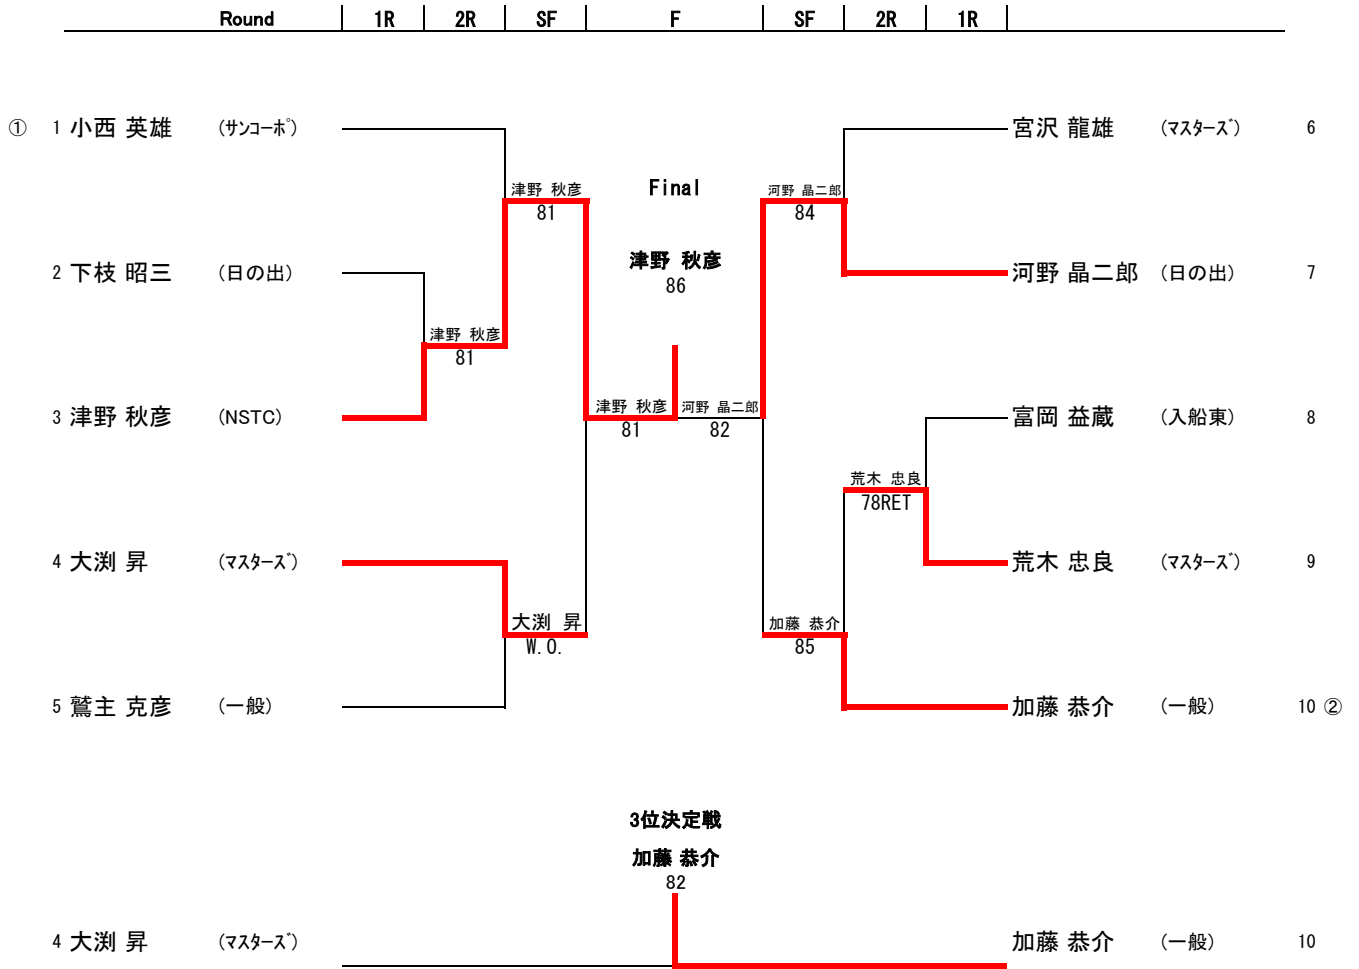 Round 1R 2R SF F SF 2R 1R
① 1 小西 英雄 (ｻﾝｺｰﾎﾟ) 宮沢 龍雄 (ﾏｽﾀｰｽﾞ) 6
津野 秋彦 Final 河野 晶二郎
81 84
津野 秋彦
2 下枝 昭三 (日の出) 河野 晶二郎 (日の出) 7
86
津野 秋彦
81
津野 秋彦 河野 晶二郎
3 津野 秋彦 (NSTC) 富岡 益蔵 (入船東) 8
81 82
荒木 忠良
78RET
4 大渕 昇 (ﾏｽﾀｰｽﾞ) 荒木 忠良 (ﾏｽﾀｰｽﾞ) 9
大渕 昇 加藤 恭介
W.O. 85
5 鷲主 克彦 (一般) 加藤 恭介 (一般) 10 ②
3位決定戦
加藤 恭介
82
4 大渕 昇 (ﾏｽﾀｰｽﾞ) 加藤 恭介 (一般) 10